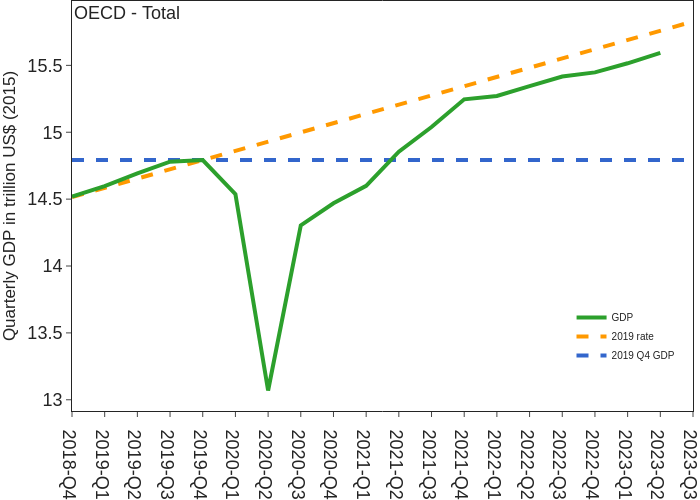 OECD - Total
Quarterly GDP in trillion US$ (2015)
15.5
15
14.5
14
13.5
13
GDP
2019 rate
2019 Q4 GDP
2018-Q4
2019-Q1
2019-Q2
2019-Q3
2019-Q4
2020-Q1
2020-Q2
2020-Q3
2020-Q4
2021-Q1
2021-Q2
2021-Q3
2021-Q4
2022-Q1
2022-Q2
2022-Q3
2022-Q4
2023-Q1
2023-Q2
2023-Q3